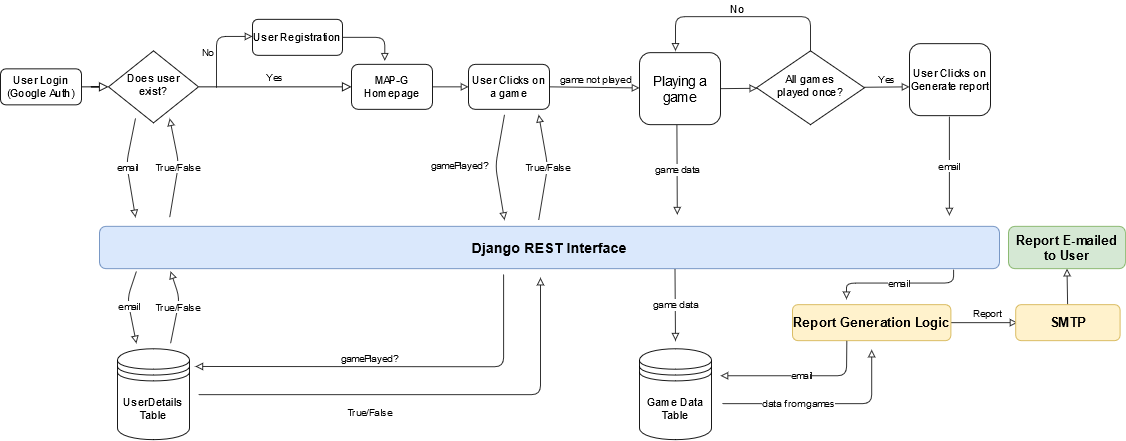 No
User Registration
No
User Login
(Google Auth)
Does user
exist?
Yes
MAP-G
Homepage
User Clicks on
a game
game not played
Playing a
game
All games
played once?
Yes
User Clicks on
Generate report
email
True/False
gamePlayed?
True/False
game data
email
Django REST Interface
Report E-mailed
to User
email
True/False
game data
email
Report Generation Logic
Report
SMTP
gamePlayed?
email
UserDetails
Table
True/False
Game Data
Table
data from games